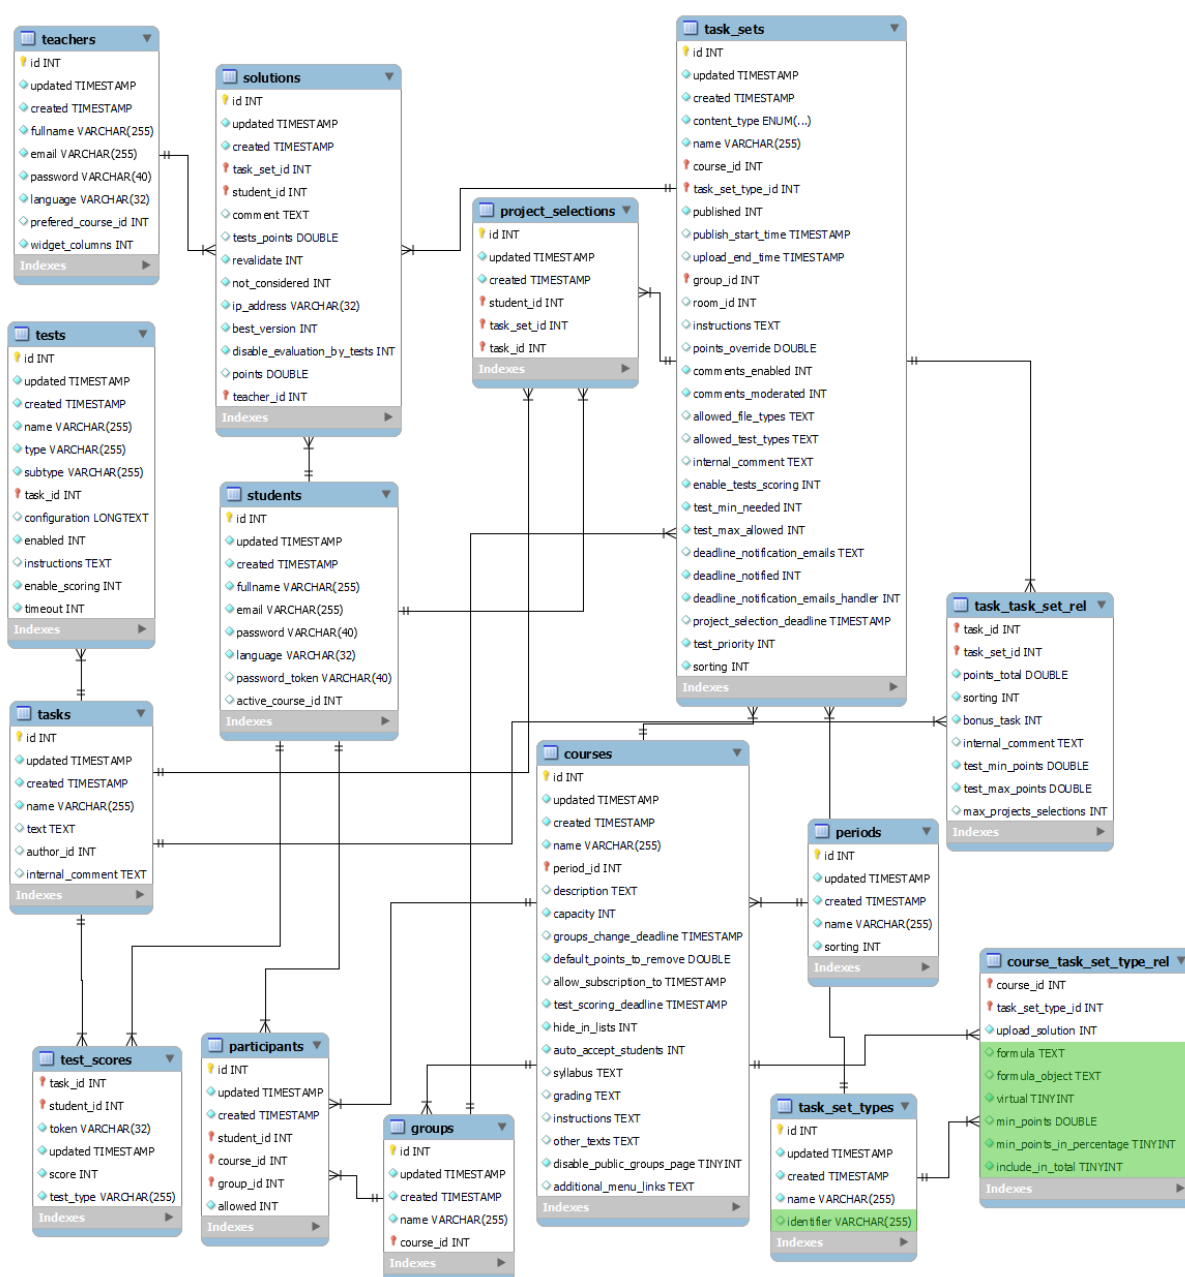 teachers
id INT
updated TIMESTAMP
created TIMESTAMP
fullname VARCHAR(255)
email VARCHAR(255)
password VARCHAR(40)
language VARCHAR(32)
prefered_course_id INT
widget_columns INT
Indexes
solutions
id INT
updated TIMESTAMP
created TIMESTAMP
task_set_id INT
student_id INT
comment TEXT
tests_points DOUBLE
revalidate INT
not_considered INT
ip_address VARCHAR(32)
best_version INT
disable_evaluation_by_tests INT
points DOUBLE
teacher_id INT
Indexes
project_selections
id INT
updated TIMESTAMP
created TIMESTAMP
student_id INT
task_set_id INT
task_id INT
Indexes
task_sets
id INT
updated TIMESTAMP
created TIMESTAMP
content_type ENUM(...)
name VARCHAR(255)
course_id INT
task_set_type_id INT
published INT
publish_start_time TIMESTAMP
upload_end_time TIMESTAMP
group_id INT
room_id INT
instructions TEXT
points_override DOUBLE
comments_enabled INT
comments_moderated INT
allowed_file_types TEXT
allowed_test_types TEXT
internal_comment TEXT
enable_tests_scoring INT
test_min_needed INT
test_max_allowed INT
deadline_notification_emails TEXT
deadline_notified INT
deadline_notification_emails_handler INT
project_selection_deadline TIMESTAMP
test_priority INT
sorting INT
Indexes
tests
id INT
updated TIMESTAMP
created TIMESTAMP
name VARCHAR(255)
type VARCHAR(255)
subtype VARCHAR(255)
task_id INT
configuration LONGTEXT
enabled INT
instructions TEXT
enable_scoring INT
timeout INT
Indexes
students
id INT
updated TIMESTAMP
created TIMESTAMP
fullname VARCHAR(255)
email VARCHAR(255)
password VARCHAR(40)
language VARCHAR(32)
password_token VARCHAR(40)
active_course_id INT
Indexes
task_task_set_rel
task_id INT
task_set_id INT
points_total DOUBLE
sorting INT
bonus_task INT
internal_comment TEXT
test_min_points DOUBLE
test_max_points DOUBLE
max_projects_selections INT
Indexes
tasks
id INT
updated TIMESTAMP
created TIMESTAMP
name VARCHAR(255)
text TEXT
author_id INT
internal_comment TEXT
Indexes
courses
id INT
updated TIMESTAMP
created TIMESTAMP
name VARCHAR(255)
period_id INT
description TEXT
capacity INT
groups_change_deadline TIMESTAMP
default_points_to_remove DOUBLE
allow_subscription_to TIMESTAMP
test_scoring_deadline TIMESTAMP
hide_in_lists INT
auto_accept_students INT
syllabus TEXT
grading TEXT
instructions TEXT
other_texts TEXT
disable_public_groups_page TINYINT
additional_menu_links TEXT
Indexes
periods
id INT
updated TIMESTAMP
created TIMESTAMP
name VARCHAR(255)
sorting INT
Indexes
course_task_set_type_rel
course_id INT
task_set_type_id INT
upload_solution INT
formula TEXT
formula_object TEXT
virtual TINYINT
min_points DOUBLE
min_points_in_percentage TINYINT
include_in_total TINYINT
Indexes
test_scores
task_id INT
student_id INT
token VARCHAR(32)
updated TIMESTAMP
score INT
test_type VARCHAR(255)
Indexes
participants
id INT
updated TIMESTAMP
created TIMESTAMP
student_id INT
course_id INT
group_id INT
allowed INT
Indexes
groups
id INT
updated TIMESTAMP
created TIMESTAMP
name VARCHAR(255)
course_id INT
Indexes
task_set_types
id INT
updated TIMESTAMP
created TIMESTAMP
name VARCHAR(255)
identifier VARCHAR(255)
Indexes